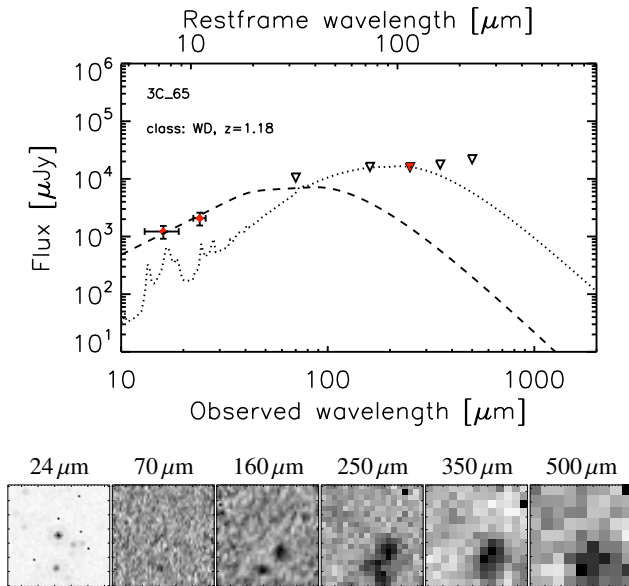 Restframe wavelength [μm]
10 100
10⁶
10⁵
10⁴
10³
10²
10¹
Flux [μJy]
3C_65
class: WD, z=1.18
10 100 1000
Observed wavelength [μm]
24 μm 70 μm 160 μm 250 μm 350 μm 500 μm